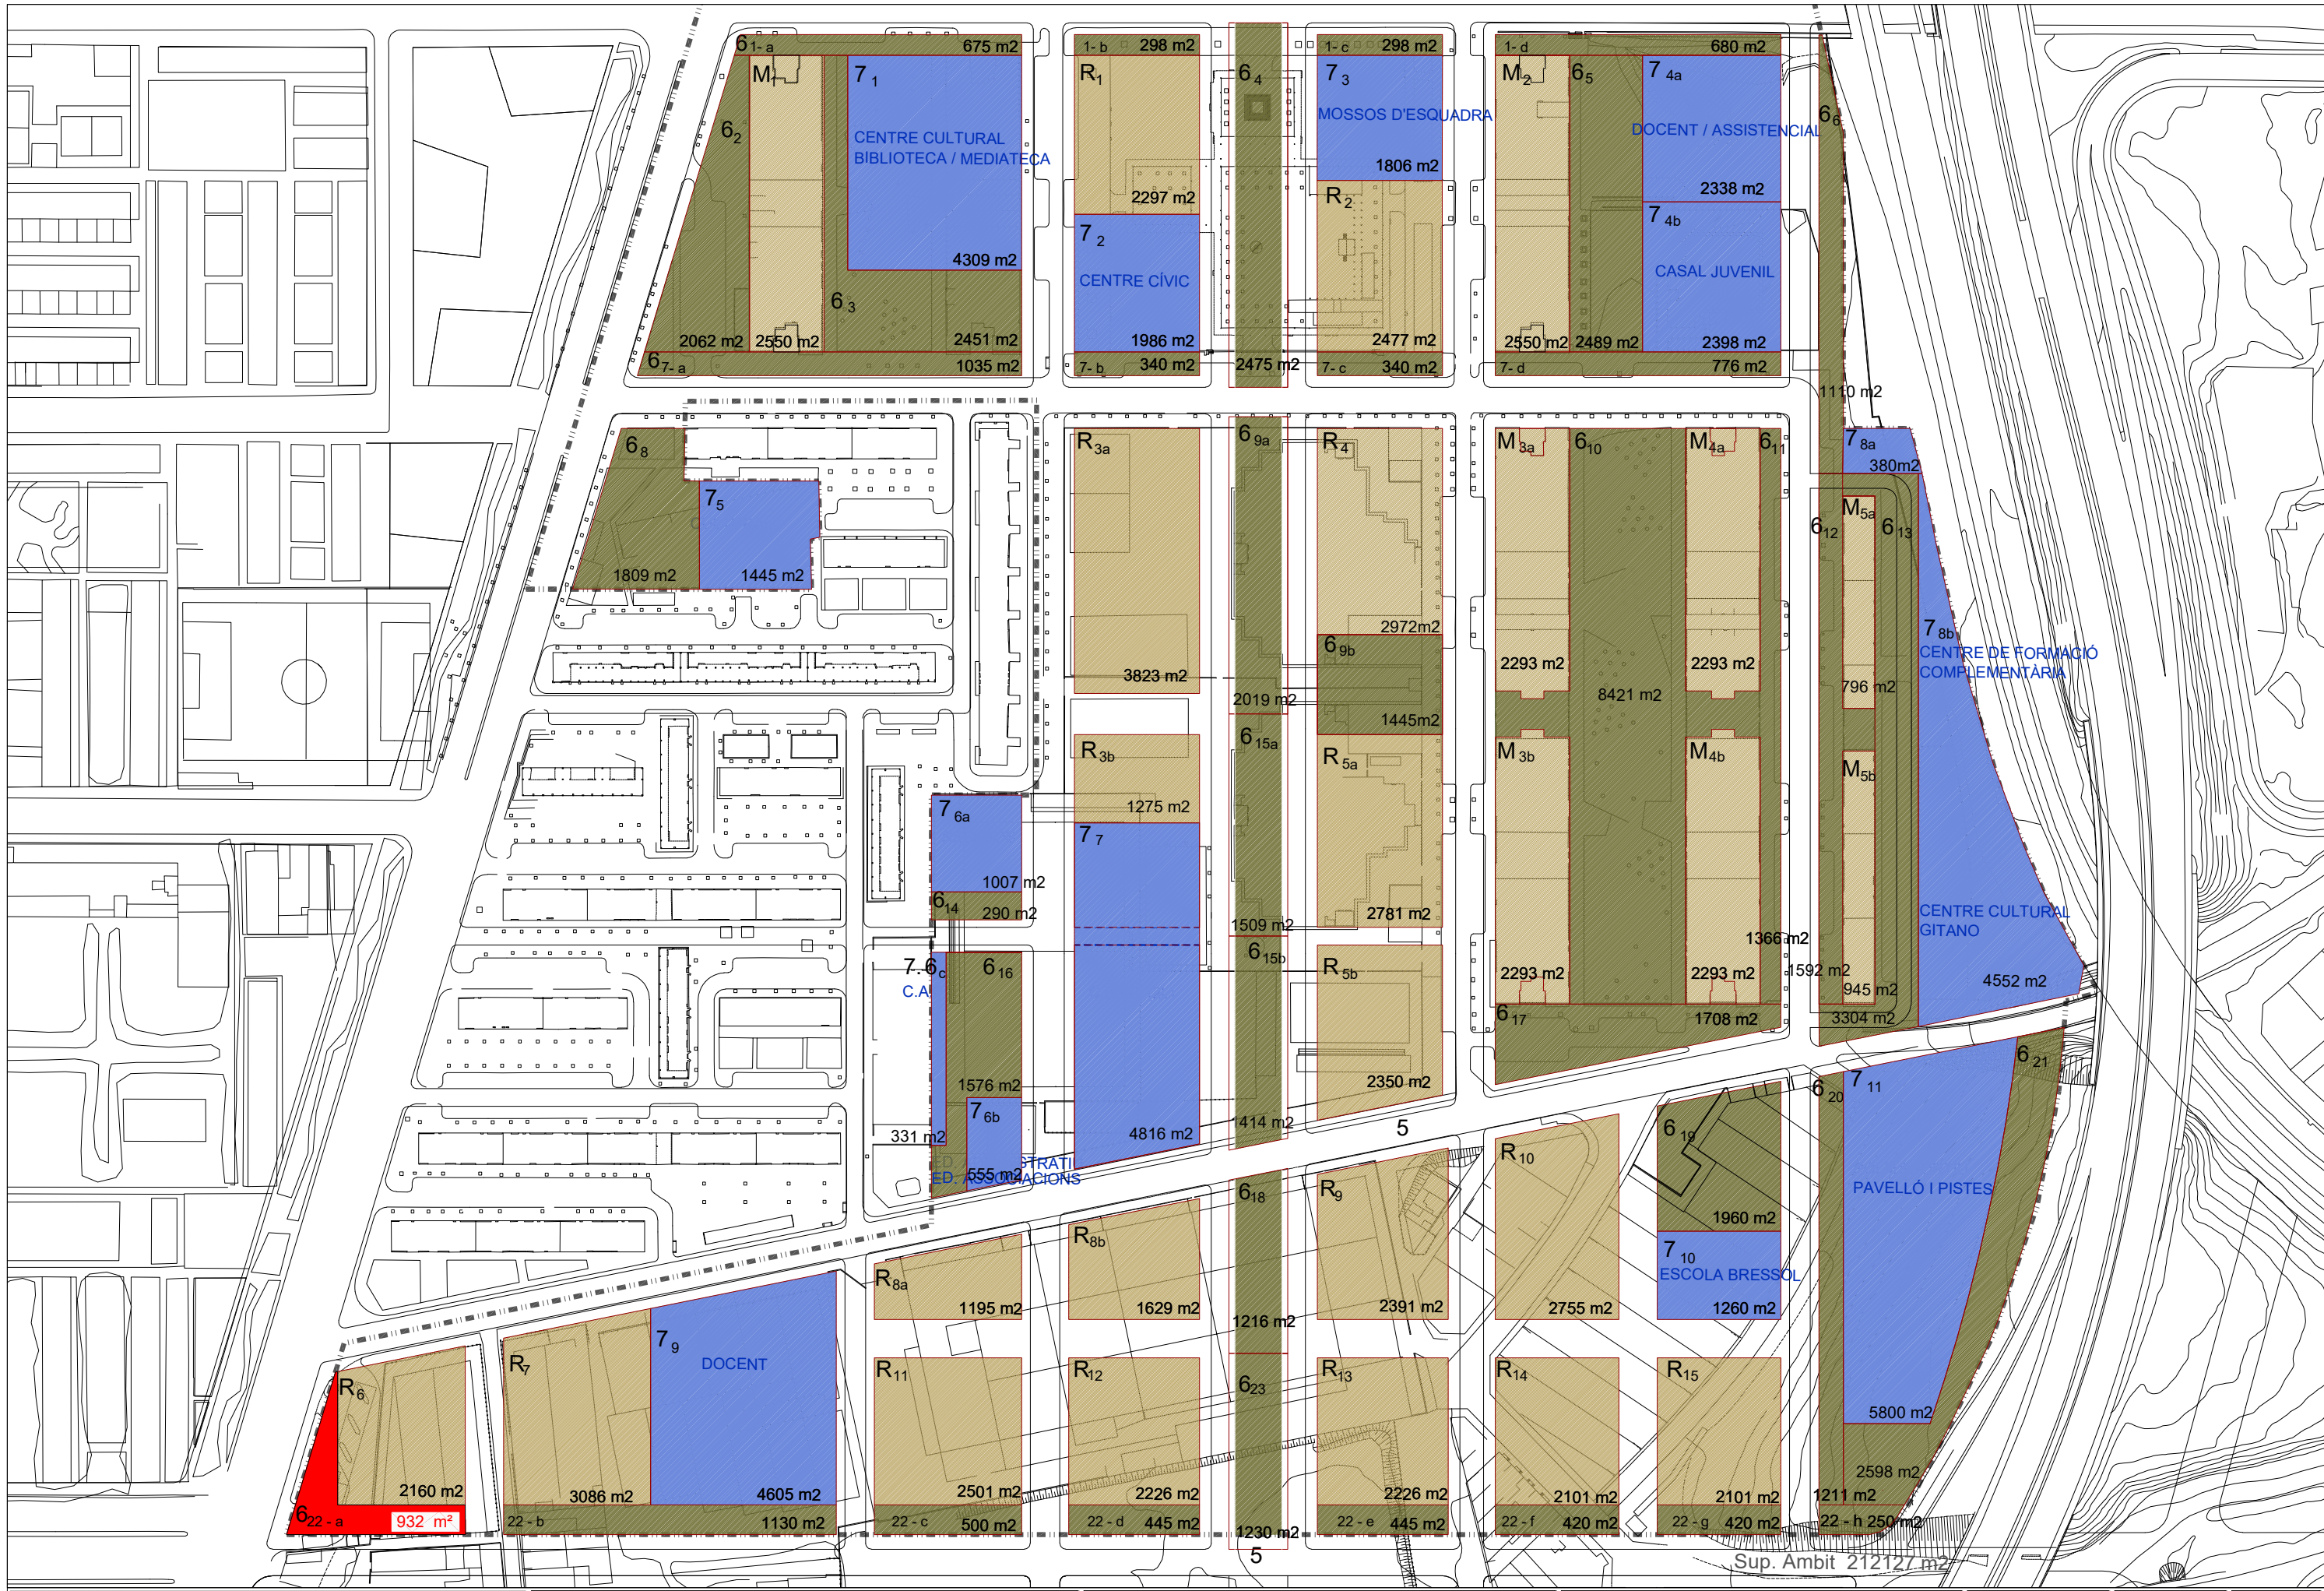 6 1- a 675 m2
1- b 298 m2
1- c 298 m2
1- d 680 m2
M1
7 1
R1
6 4
7 3
M2
6 5
7 4a
6 6
6 2
CENTRE CULTURAL
BIBLIOTECA / MEDIATECA
MOSSOS D'ESQUADRA
DOCENT / ASSISTENCIAL
1806 m2
2338 m2
2297 m2
R2
7 4b
7 2
CENTRE CÍVIC
CASAL JUVENIL
4309 m2
6 3
2062 m2
2550 m2
2451 m2
1986 m2
2477 m2
2550 m2
2489 m2
2398 m2
6 7- a 1035 m2
7- b 340 m2
2475 m2
7- c 340 m2
7- d 776 m2
1110 m2
6 8
R3a
6 9a
R4
M3a
6 10
M4a
6 11
7 8a
380m2
7 5
M5a
6 12
6 13
1809 m2
1445 m2
2972m2
6 9b
7 8b
CENTRE DE FORMACIÓ
COMPLEMENTÀRIA
3823 m2
2293 m2
2293 m2
8421 m2
796 m2
2019 m2
1445m2
6 15a
R3b
R 5a
M3b
M4b
M5b
1275 m2
7 6a
7 7
1007 m2
6 14
290 m2
1509 m2
2781 m2
CENTRE CULTURAL
GITANO
1366 m2
6 15b
7.6c
6 16
R 5b
C.A
2293 m2
2293 m2
1592 m2
945 m2
4552 m2
6 17
1708 m2
3304 m2
6 21
1576 m2
2350 m2
7 11
6 20
7 6b
331 m2
4816 m2
1414 m2
5
6 19
R10
555 m2
ED. ASSOCIACIONS
6 18
R9
PAVELLÓ I PISTES
1960 m2
R8b
7 10
ESCOLA BRESSOL
R8a
1195 m2
1629 m2
1216 m2
2391 m2
2755 m2
1260 m2
R7
7 9
DOCENT
R6
R11
R12
6 23
R13
R14
R15
5800 m2
2598 m2
2160 m2
3086 m2
4605 m2
2501 m2
2226 m2
2226 m2
2101 m2
2101 m2
1211 m2
6 22 - a 932 m²
22 - b 1130 m2
22 - c 500 m2
22 - d 445 m2
1230 m2
22 - e 445 m2
22 - f 420 m2
22 - g 420 m2
22 - h 250 m2
5
Sup. Ambit 212127 m2